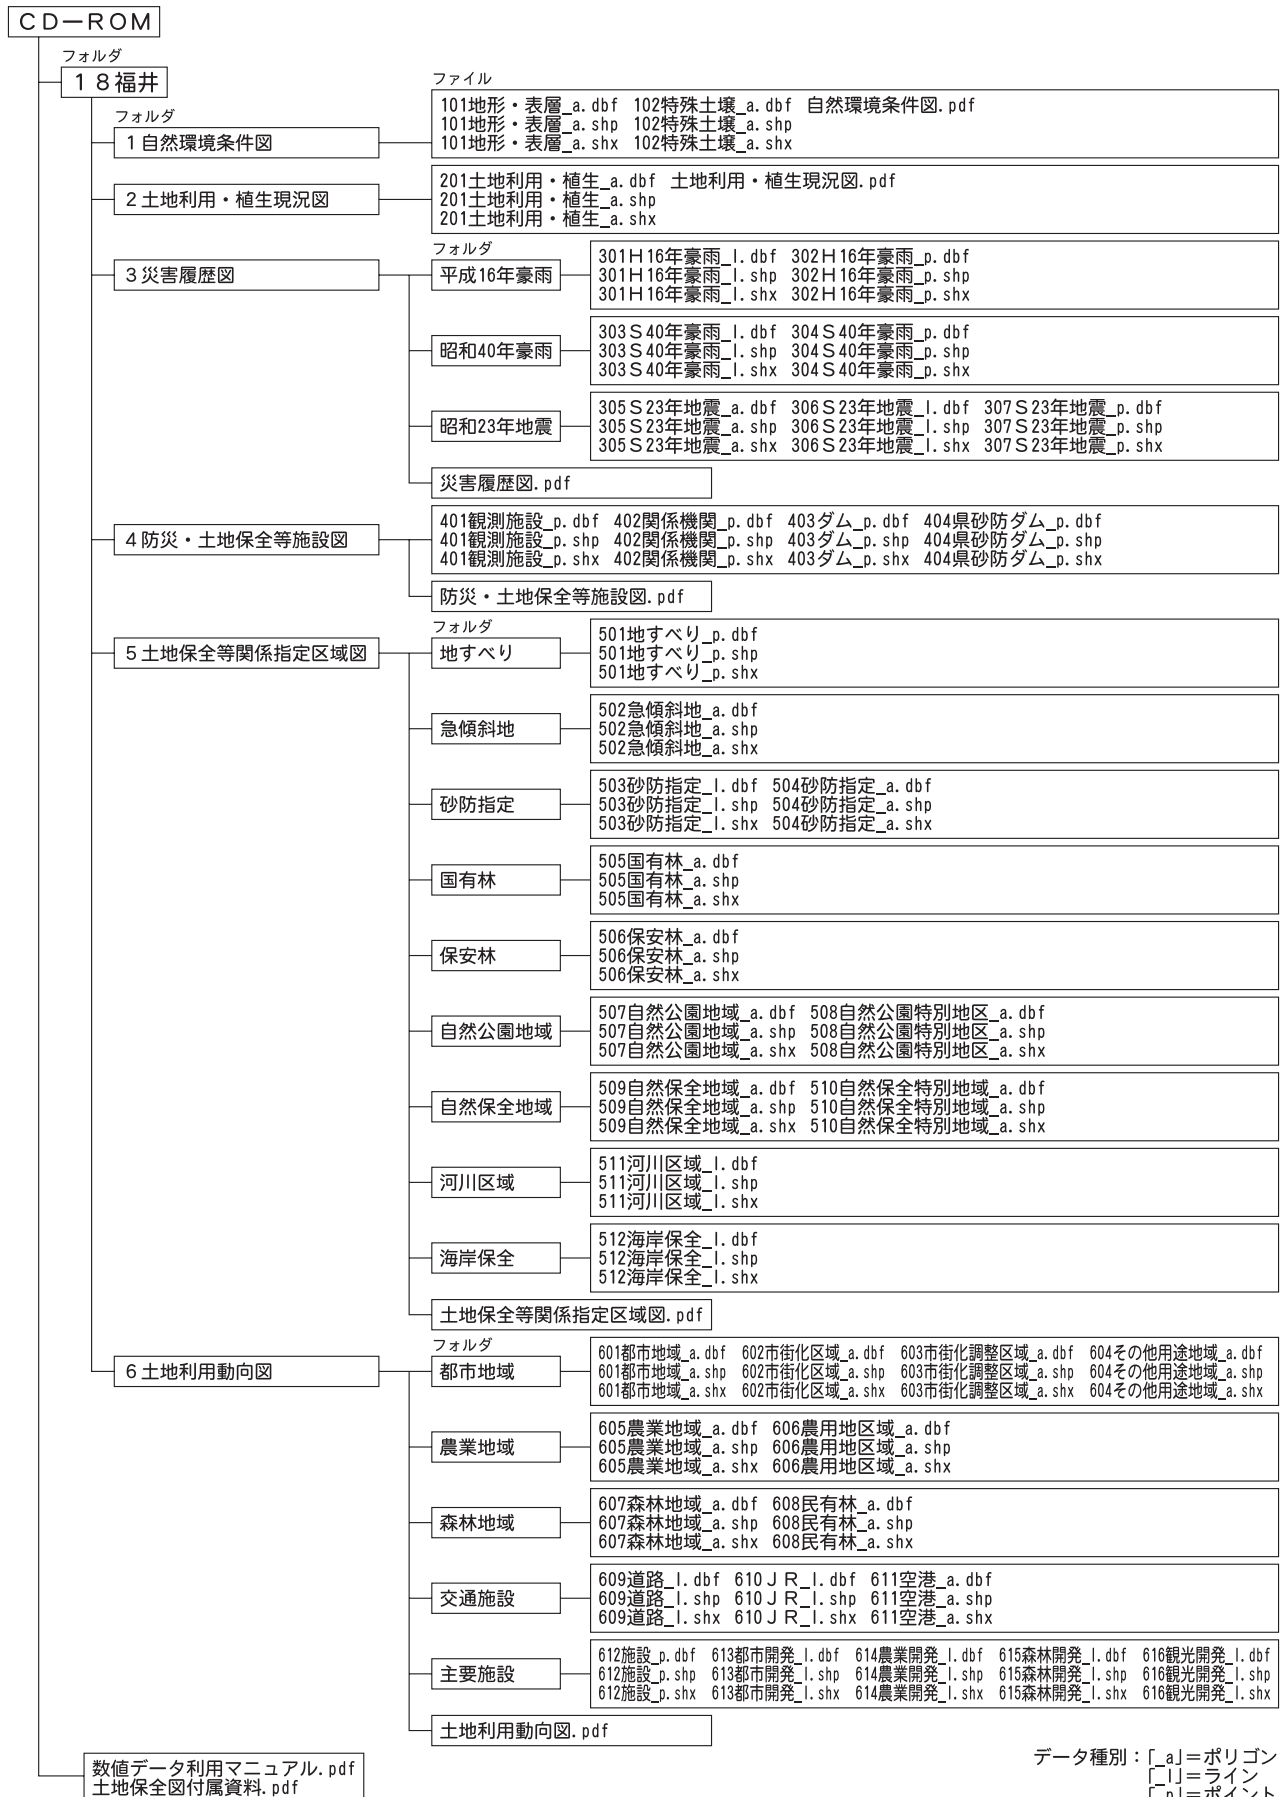 ＣＤ－ＲＯＭ
フォルダ
１８福井
フォルダ
１自然環境条件図
ファイル
101地形・表層_a.dbf 102特殊土壌_a.dbf 自然環境条件図.pdf
101地形・表層_a.shp 102特殊土壌_a.shp
101地形・表層_a.shx 102特殊土壌_a.shx
２土地利用・植生現況図
201土地利用・植生_a.dbf 土地利用・植生現況図.pdf
201土地利用・植生_a.shp
201土地利用・植生_a.shx
３災害履歴図
フォルダ
平成16年豪雨
301Ｈ16年豪雨_l.dbf 302Ｈ16年豪雨_p.dbf
301Ｈ16年豪雨_l.shp 302Ｈ16年豪雨_p.shp
301Ｈ16年豪雨_l.shx 302Ｈ16年豪雨_p.shx
昭和40年豪雨
303Ｓ40年豪雨_l.dbf 304Ｓ40年豪雨_p.dbf
303Ｓ40年豪雨_l.shp 304Ｓ40年豪雨_p.shp
303Ｓ40年豪雨_l.shx 304Ｓ40年豪雨_p.shx
昭和23年地震
305Ｓ23年地震_a.dbf 306Ｓ23年地震_l.dbf 307Ｓ23年地震_p.dbf
305Ｓ23年地震_a.shp 306Ｓ23年地震_l.shp 307Ｓ23年地震_p.shp
305Ｓ23年地震_a.shx 306Ｓ23年地震_l.shx 307Ｓ23年地震_p.shx
災害履歴図.pdf
４防災・土地保全等施設図
401観測施設_p.dbf 402関係機関_p.dbf 403ダム_p.dbf 404県砂防ダム_p.dbf
401観測施設_p.shp 402関係機関_p.shp 403ダム_p.shp 404県砂防ダム_p.shp
401観測施設_p.shx 402関係機関_p.shx 403ダム_p.shx 404県砂防ダム_p.shx
防災・土地保全等施設図.pdf
５土地保全等関係指定区域図
フォルダ
地すべり
501地すべり_p.dbf
501地すべり_p.shp
501地すべり_p.shx
急傾斜地
502急傾斜地_a.dbf
502急傾斜地_a.shp
502急傾斜地_a.shx
砂防指定
503砂防指定_l.dbf 504砂防指定_a.dbf
503砂防指定_l.shp 504砂防指定_a.shp
503砂防指定_l.shx 504砂防指定_a.shx
国有林
505国有林_a.dbf
505国有林_a.shp
505国有林_a.shx
保安林
506保安林_a.dbf
506保安林_a.shp
506保安林_a.shx
自然公園地域
507自然公園地域_a.dbf 508自然公園特別地区_a.dbf
507自然公園地域_a.shp 508自然公園特別地区_a.shp
507自然公園地域_a.shx 508自然公園特別地区_a.shx
自然保全地域
509自然保全地域_a.dbf 510自然保全特別地域_a.dbf
509自然保全地域_a.shp 510自然保全特別地域_a.shp
509自然保全地域_a.shx 510自然保全特別地域_a.shx
河川区域
511河川区域_l.dbf
511河川区域_l.shp
511河川区域_l.shx
海岸保全
512海岸保全_l.dbf
512海岸保全_l.shp
512海岸保全_l.shx
土地保全等関係指定区域図.pdf
６土地利用動向図
フォルダ
都市地域
601都市地域_a.dbf 602市街化区域_a.dbf 603市街化調整区域_a.dbf 604その他用途地域_a.dbf
601都市地域_a.shp 602市街化区域_a.shp 603市街化調整区域_a.shp 604その他用途地域_a.shp
601都市地域_a.shx 602市街化区域_a.shx 603市街化調整区域_a.shx 604その他用途地域_a.shx
農業地域
605農業地域_a.dbf 606農用地区域_a.dbf
605農業地域_a.shp 606農用地区域_a.shp
605農業地域_a.shx 606農用地区域_a.shx
森林地域
607森林地域_a.dbf 608民有林_a.dbf
607森林地域_a.shp 608民有林_a.shp
607森林地域_a.shx 608民有林_a.shx
交通施設
609道路_l.dbf 610ＪＲ_l.dbf 611空港_a.dbf
609道路_l.shp 610ＪＲ_l.shp 611空港_a.shp
609道路_l.shx 610ＪＲ_l.shx 611空港_a.shx
主要施設
612施設_p.dbf 613都市開発_l.dbf 614農業開発_l.dbf 615森林開発_l.dbf 616観光開発_l.dbf
612施設_p.shp 613都市開発_l.shp 614農業開発_l.shp 615森林開発_l.shp 616観光開発_l.shp
612施設_p.shx 613都市開発_l.shx 614農業開発_l.shx 615森林開発_l.shx 616観光開発_l.shx
土地利用動向図.pdf
数値データ利用マニュアル.pdf
土地保全図付属資料.pdf
データ種別：「_a」＝ポリゴン
「_l」＝ライン
「_p」＝ポイント